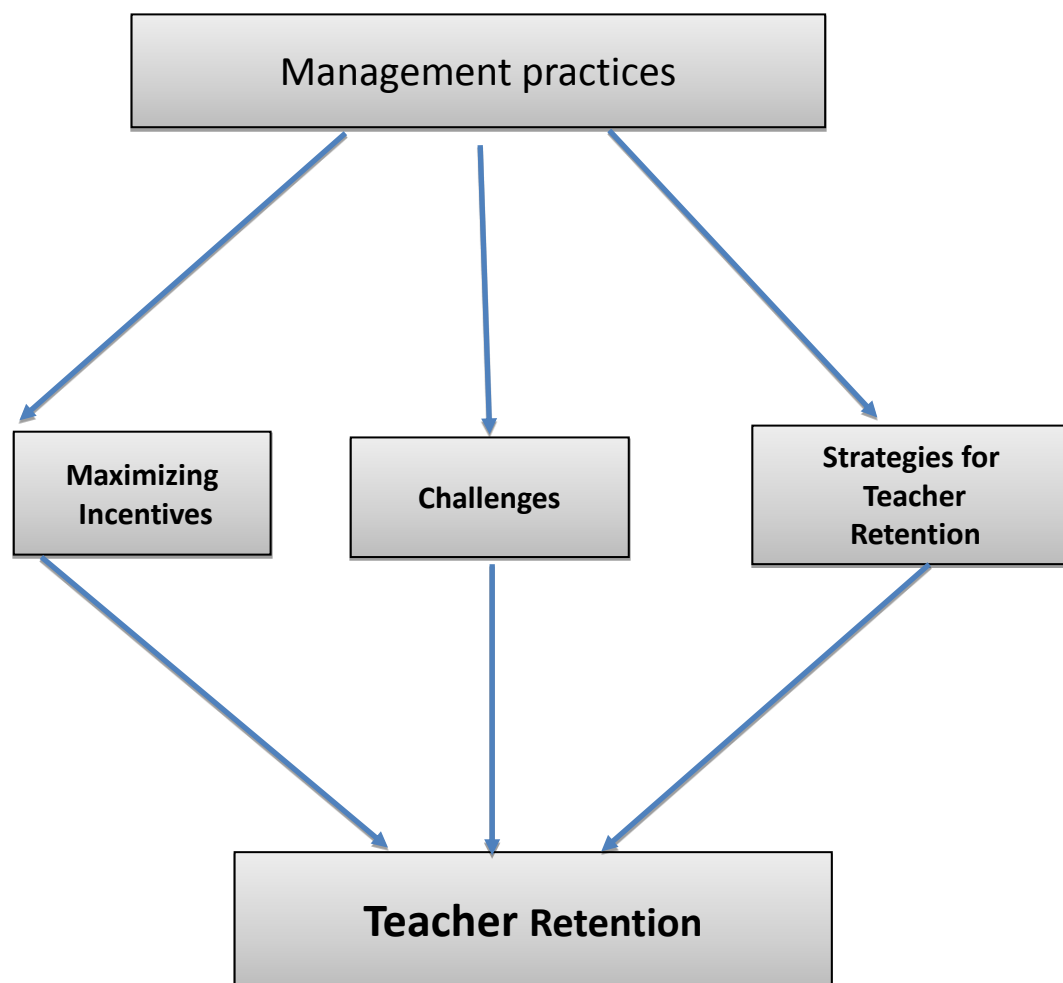 Management practices
Maximizing
Incentives
Challenges
Strategies for
Teacher
Retention
Teacher Retention